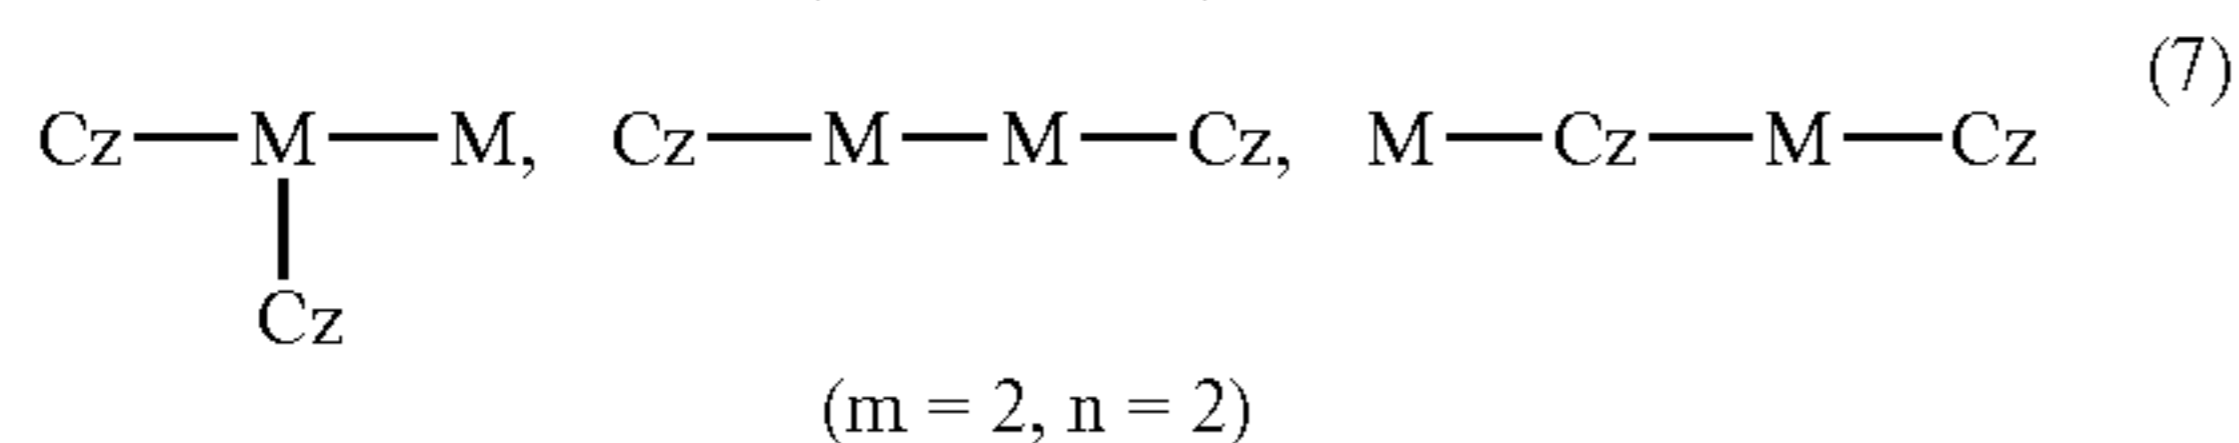 (7)
Cz—M—M, Cz—M—M—Cz, M—Cz—M—Cz
Cz
(m = 2, n = 2)